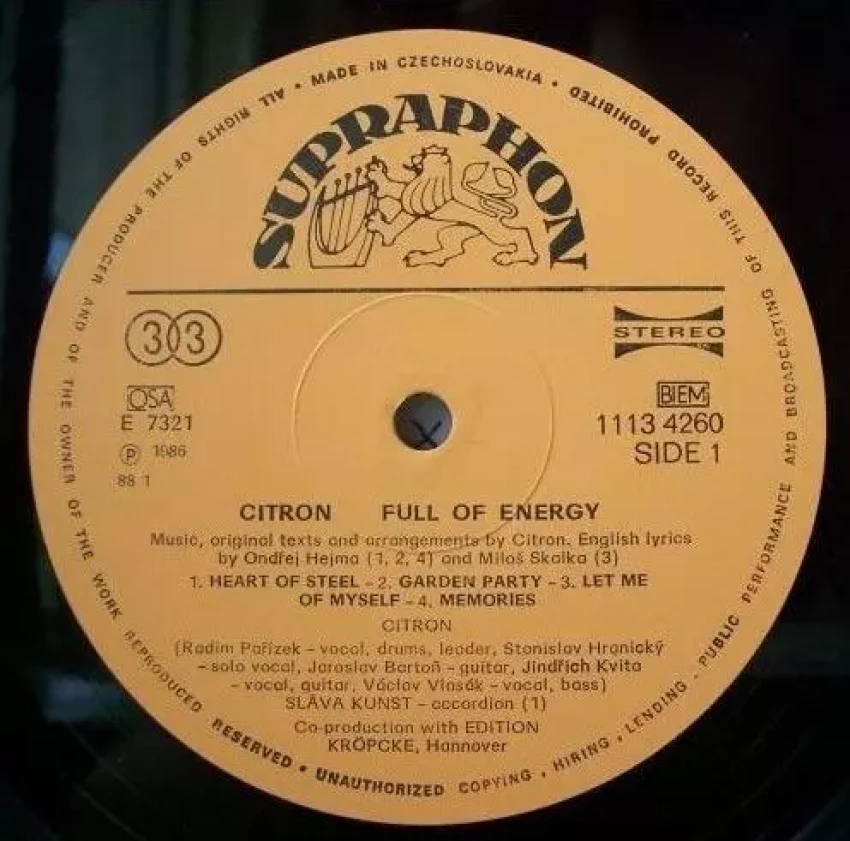 ALL RIGHTS OF THE PRODUCER AND OF THE OWNER OF THE WORK REPRODUCED RESERVED • UNAUTHORIZED COPYING • HIRING • LENDING • PUBLIC PERFORMANCE AND BROADCASTING OF THIS RECORD PROHIBITED • MADE IN CZECHOSLOVAKIA •
SUPRAPHON
33
STEREO
OSA
BIEM
E 7321
1113 4260
Ⓟ 1986
SIDE 1
88 1
X
CITRON FULL OF ENERGY
Music, original texts and arrangements by Citron. English lyrics
by Ondřej Hejma (1, 2, 4) and Miloš Skalka (3)
1. HEART OF STEEL – 2. GARDEN PARTY – 3. LET ME
OF MYSELF – 4. MEMORIES
CITRON
(Radim Pařízek – vocal, drums, leader, Stanislav Hranický
– solo vocal, Jaroslav Bartoň – guitar, Jindřich Kvita
– vocal, guitar, Václav Vlasák – vocal, bass)
SLÁVA KUNST – accordion (1)
Co-production with EDITION
KRÖPCKE, Hannover